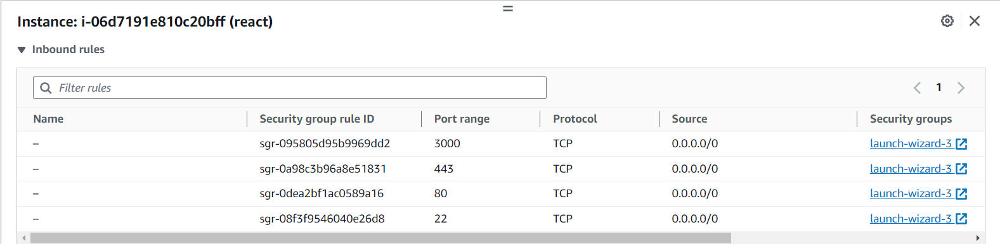 Instance: i-06d7191e810c20bff (react)
Inbound rules
Filter rules
1
Name Security group rule ID Port range Protocol Source Security groups
– sgr-095805d95b9969dd2 3000 TCP 0.0.0.0/0 launch-wizard-3
– sgr-0a98c3b96a8e51831 443 TCP 0.0.0.0/0 launch-wizard-3
– sgr-0dea2bf1ac0589a16 80 TCP 0.0.0.0/0 launch-wizard-3
– sgr-08f3f9546040e26d8 22 TCP 0.0.0.0/0 launch-wizard-3